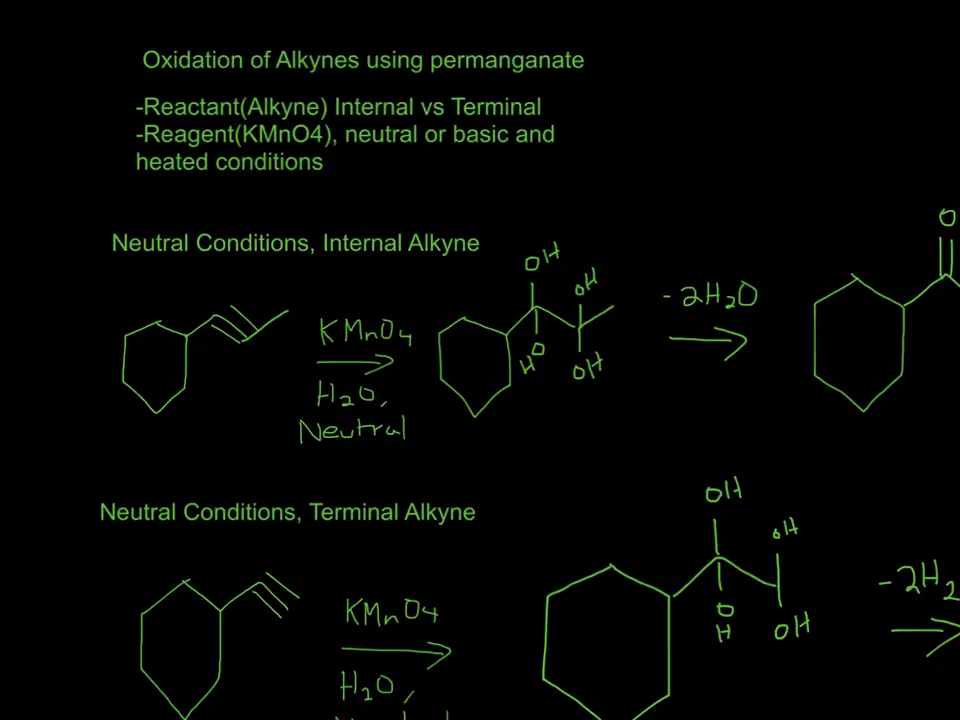 Oxidation of Alkynes using permanganate
-Reactant(Alkyne) Internal vs Terminal
-Reagent(KMnO4), neutral or basic and
heated conditions
Neutral Conditions, Internal Alkyne
KMnO4
H2O,
Neutral
OH
OH
HO
OH
-2H2O
O
Neutral Conditions, Terminal Alkyne
KMnO4
H2O,
OH
OH
O
H
OH
-2H2